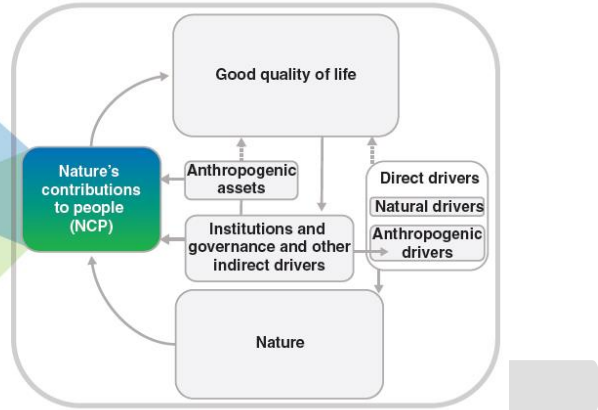 Good quality of life
Nature's
contributions
to people
(NCP)
Anthropogenic
assets
Direct drivers
Natural drivers
Anthropogenic
drivers
Institutions and
governance and other
indirect drivers
Nature